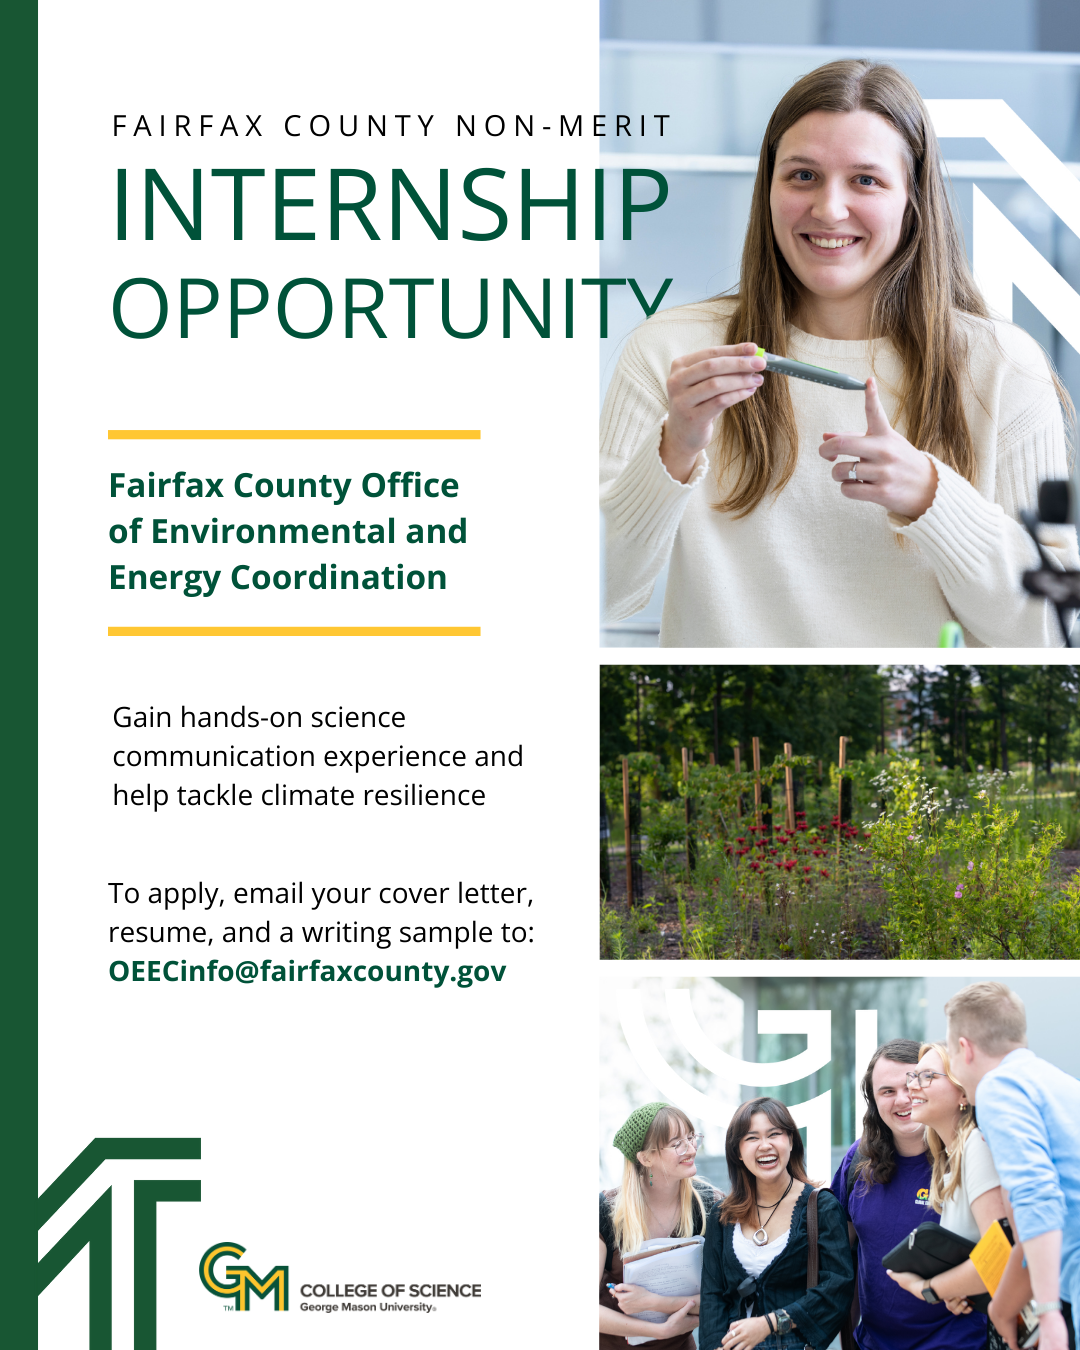 FAIRFAX COUNTY NON-MERIT
INTERNSHIP
OPPORTUNITY
Fairfax County Office
of Environmental and
Energy Coordination
Gain hands-on science
communication experience and
help tackle climate resilience
To apply, email your cover letter,
resume, and a writing sample to:
OEECinfo@fairfaxcounty.gov
GM
TM
COLLEGE OF SCIENCE
George Mason University®